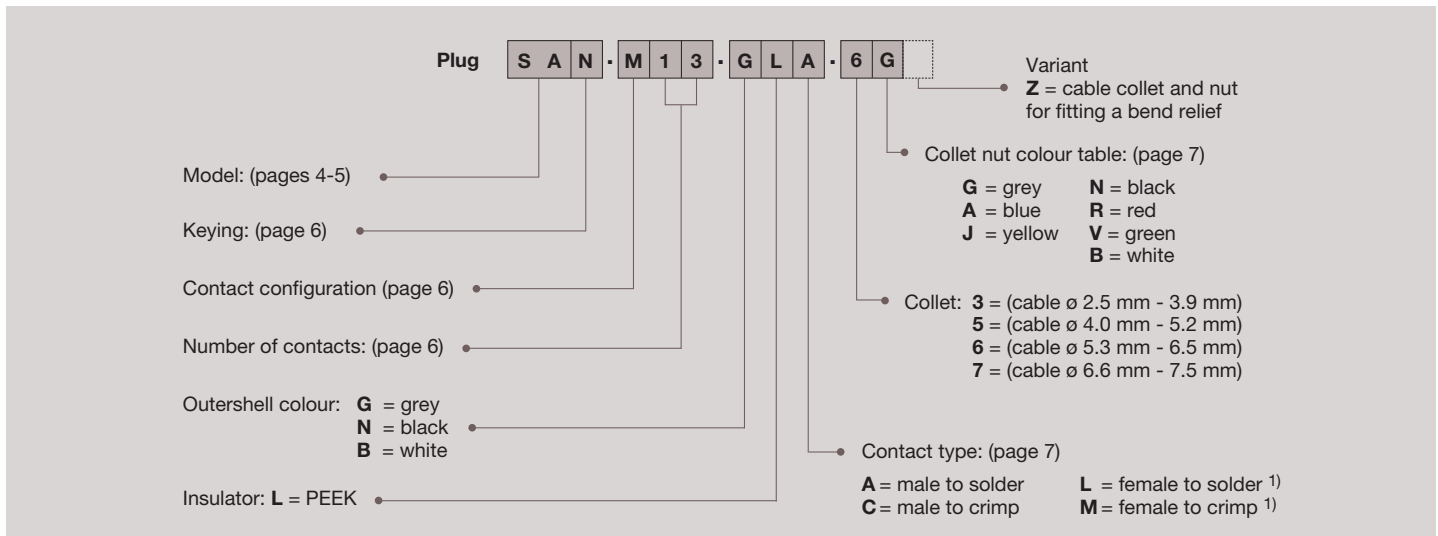 Plug S A N · M 1 3 · G L A · 6 G
Variant
Z = cable collet and nut
for fitting a bend relief
Collet nut colour table: (page 7)
G = grey N = black
A = blue R = red
J = yellow V = green
B = white
Model: (pages 4-5)
Keying: (page 6)
Contact configuration (page 6)
Collet: 3 = (cable ø 2.5 mm - 3.9 mm)
5 = (cable ø 4.0 mm - 5.2 mm)
6 = (cable ø 5.3 mm - 6.5 mm)
7 = (cable ø 6.6 mm - 7.5 mm)
Number of contacts: (page 6)
Outershell colour: G = grey
N = black
B = white
Contact type: (page 7)
A = male to solder L = female to solder 1)
C = male to crimp M = female to crimp 1)
Insulator: L = PEEK